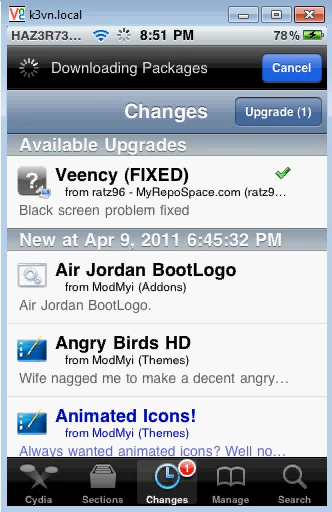 V2 k3vn.local
HAZ3R73... 8:51 PM 78%
Downloading Packages Cancel
Changes Upgrade (1)
Available Upgrades
Veency (FIXED)
from ratz96 - MyRepoSpace.com (ratz9...
Black screen problem fixed
New at Apr 9, 2011 6:45:32 PM
Air Jordan BootLogo
from ModMyi (Addons)
Air Jordan BootLogo.
Angry Birds HD
from ModMyi (Themes)
Wife nagged me to make a decent angry...
Animated Icons!
from ModMyi (Themes)
Always wanted animated icons? Well no...
1
Cydia Sections Changes Manage Search